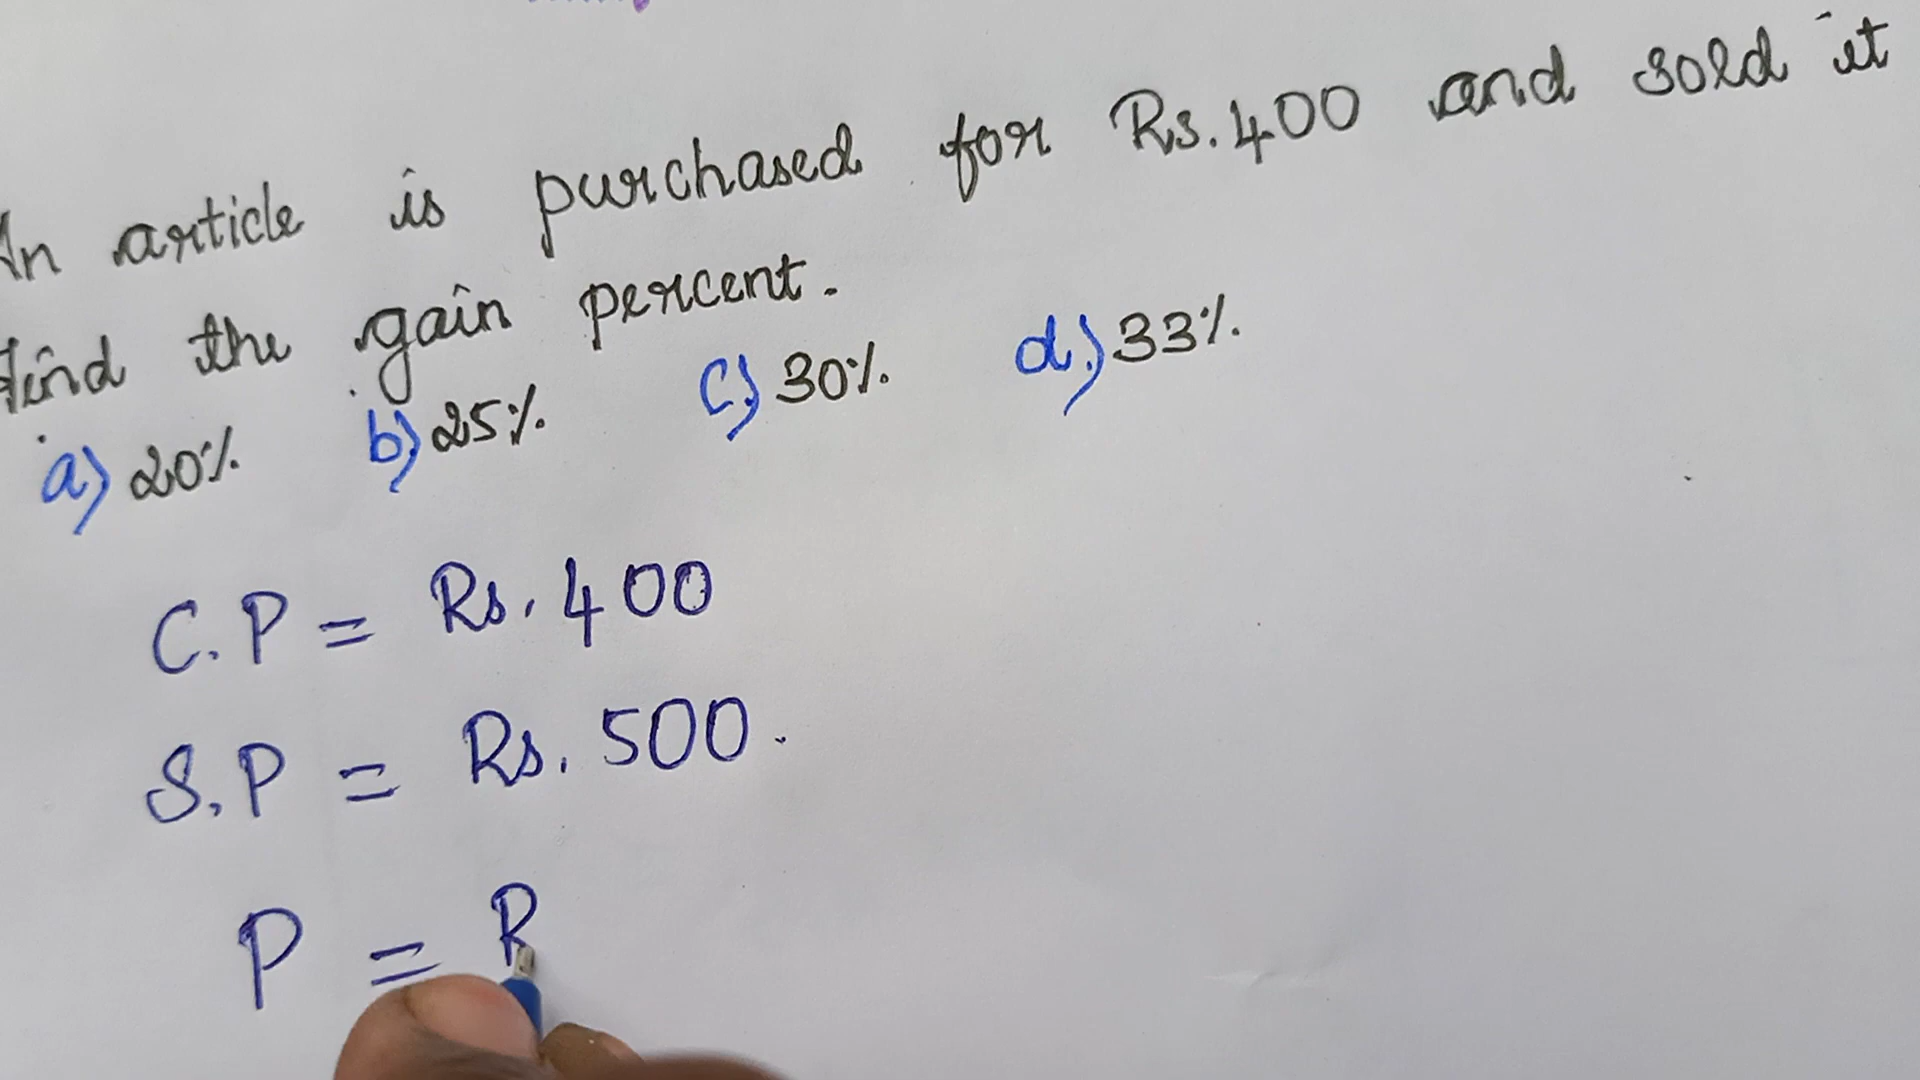 An article is purchased for Rs.400 and sold it
find the gain percent.
a) 20% b) 25% c) 30% d.) 33%
C.P = Rs. 400
S.P = Rs. 500.
P = R